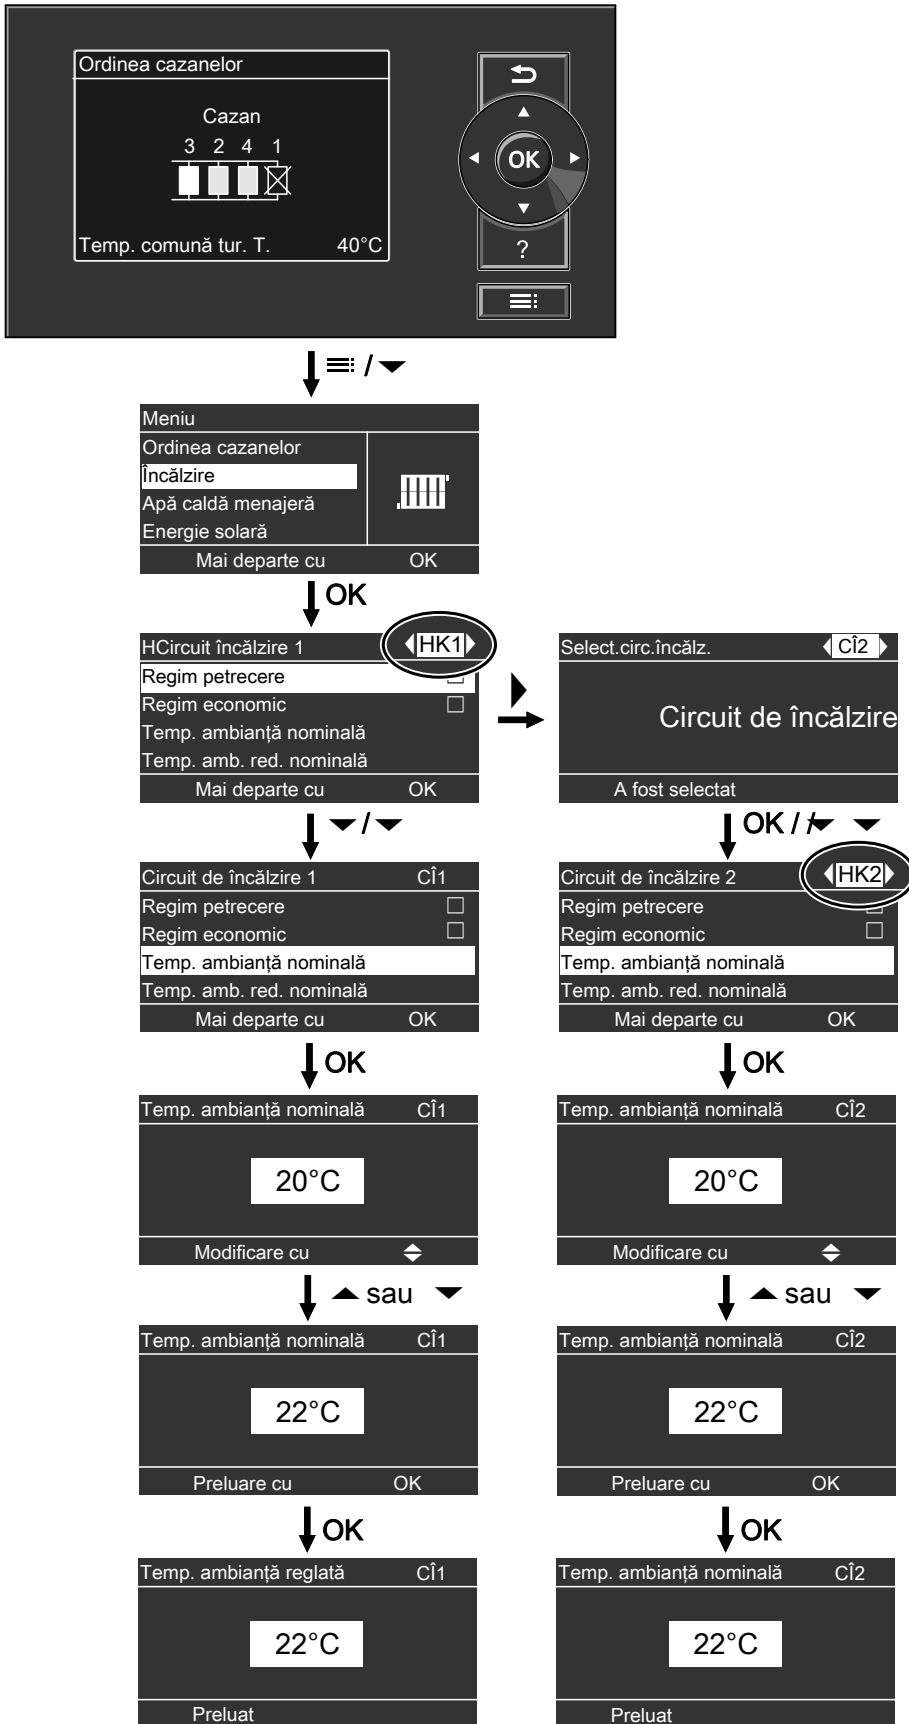 Ordinea cazanelor
Cazan
3 2 4 1
Temp. comună tur. T. 40°C
OK
?
/
Meniu
Ordinea cazanelor
Încălzire
Apă caldă menajeră
Energie solară
Mai departe cu OK
OK
HCircuit încălzire 1 HK1
Regim petrecere
Regim economic
Temp. ambianță nominală
Temp. amb. red. nominală
Mai departe cu OK
Select.circ.încălz. CÎ2
Circuit de încălzire
A fost selectat
/
OK / /
Circuit de încălzire 1 CÎ1
Regim petrecere
Regim economic
Temp. ambianță nominală
Temp. amb. red. nominală
Mai departe cu OK
Circuit de încălzire 2 HK2
Regim petrecere
Regim economic
Temp. ambianță nominală
Temp. amb. red. nominală
Mai departe cu OK
OK
OK
Temp. ambianță nominală CÎ1
20°C
Modificare cu
Temp. ambianță nominală CÎ2
20°C
Modificare cu
sau
sau
Temp. ambianță nominală CÎ1
22°C
Preluare cu OK
Temp. ambianță nominală CÎ2
22°C
Preluare cu OK
OK
OK
Temp. ambianță reglată CÎ1
22°C
Preluat
Temp. ambianță nominală CÎ2
22°C
Preluat